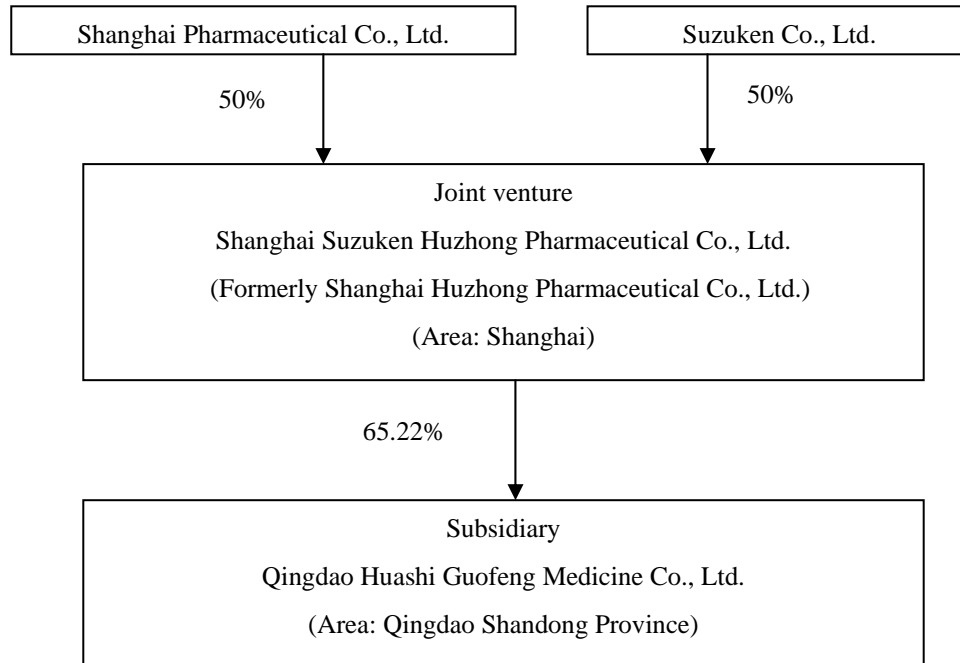 Shanghai Pharmaceutical Co., Ltd.
Suzuken Co., Ltd.
50%
50%
Joint venture
Shanghai Suzuken Huzhong Pharmaceutical Co., Ltd.
(Formerly Shanghai Huzhong Pharmaceutical Co., Ltd.)
(Area: Shanghai)
65.22%
Subsidiary
Qingdao Huashi Guofeng Medicine Co., Ltd.
(Area: Qingdao Shandong Province)